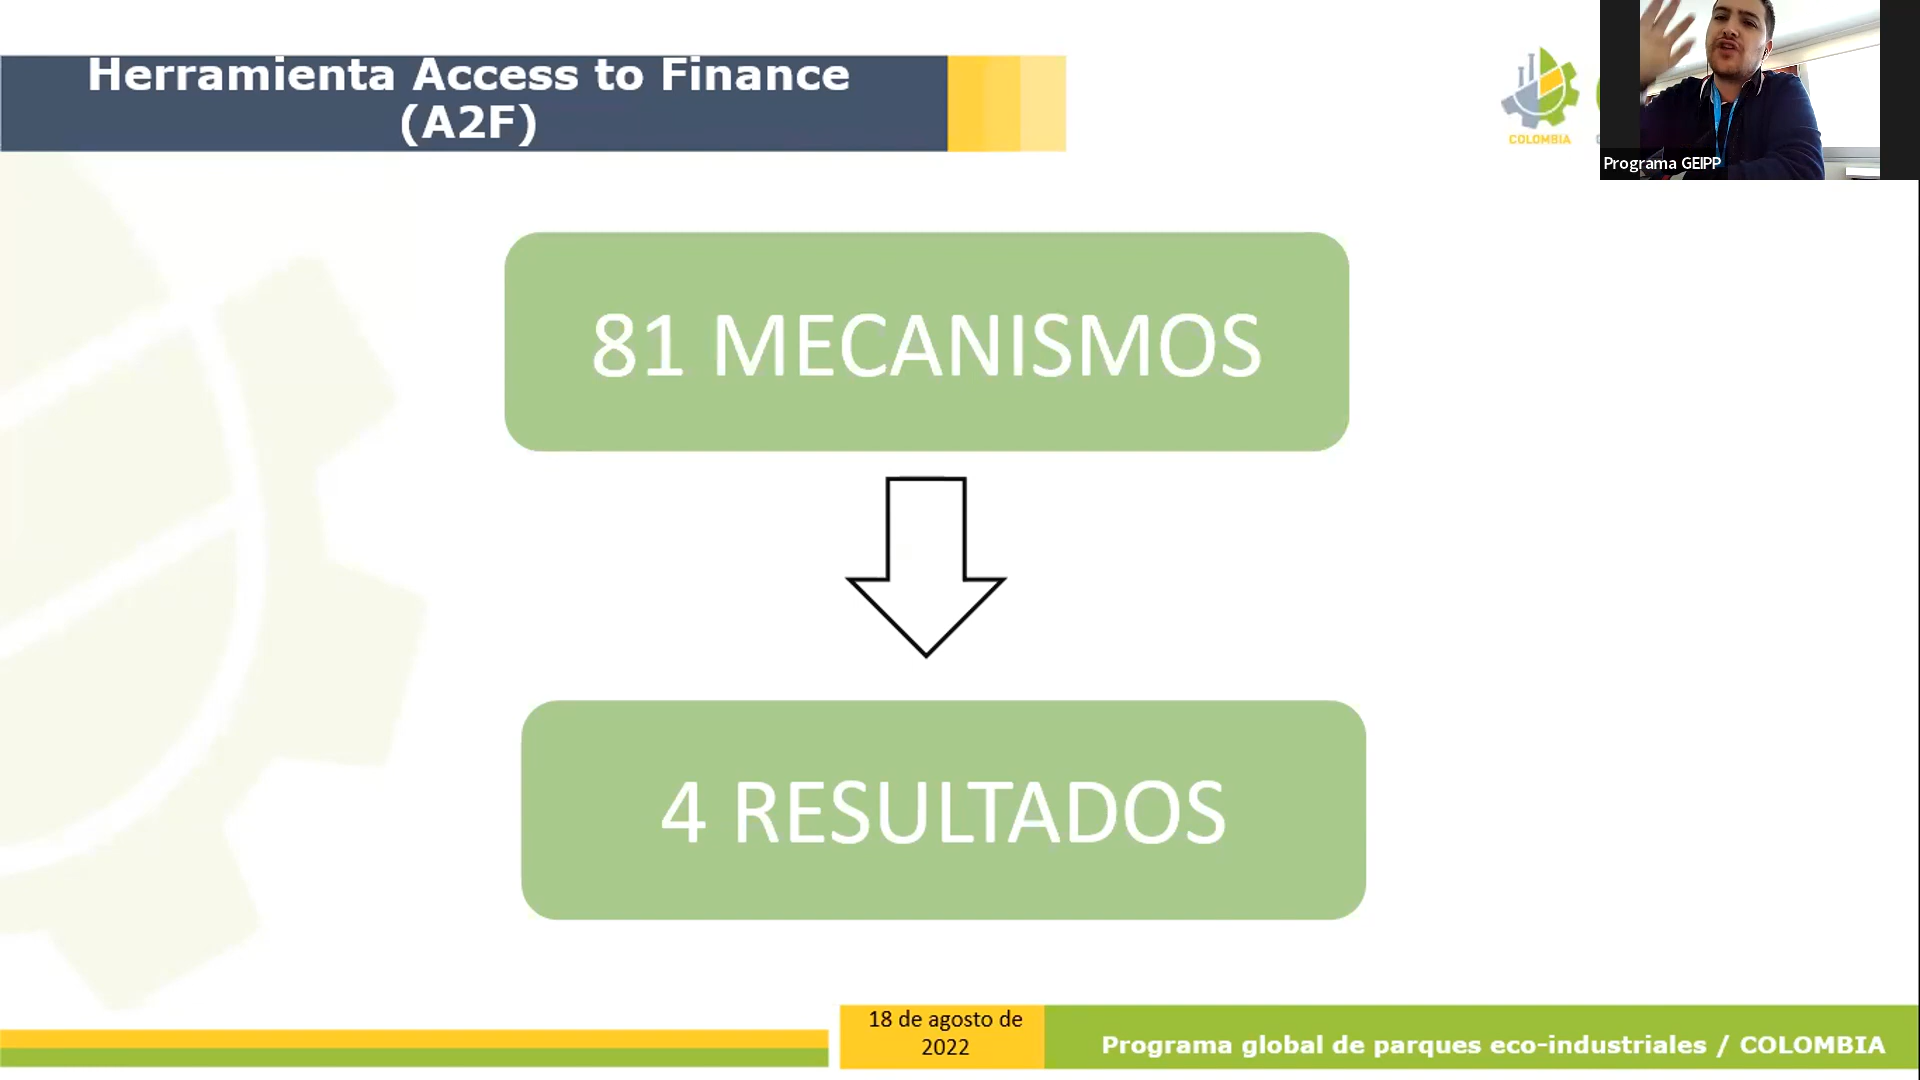 Herramienta Access to Finance
(A2F)
COLOMBIA
Programa GEIPP
81 MECANISMOS
4 RESULTADOS
18 de agosto de
2022
Programa global de parques eco-industriales / COLOMBIA